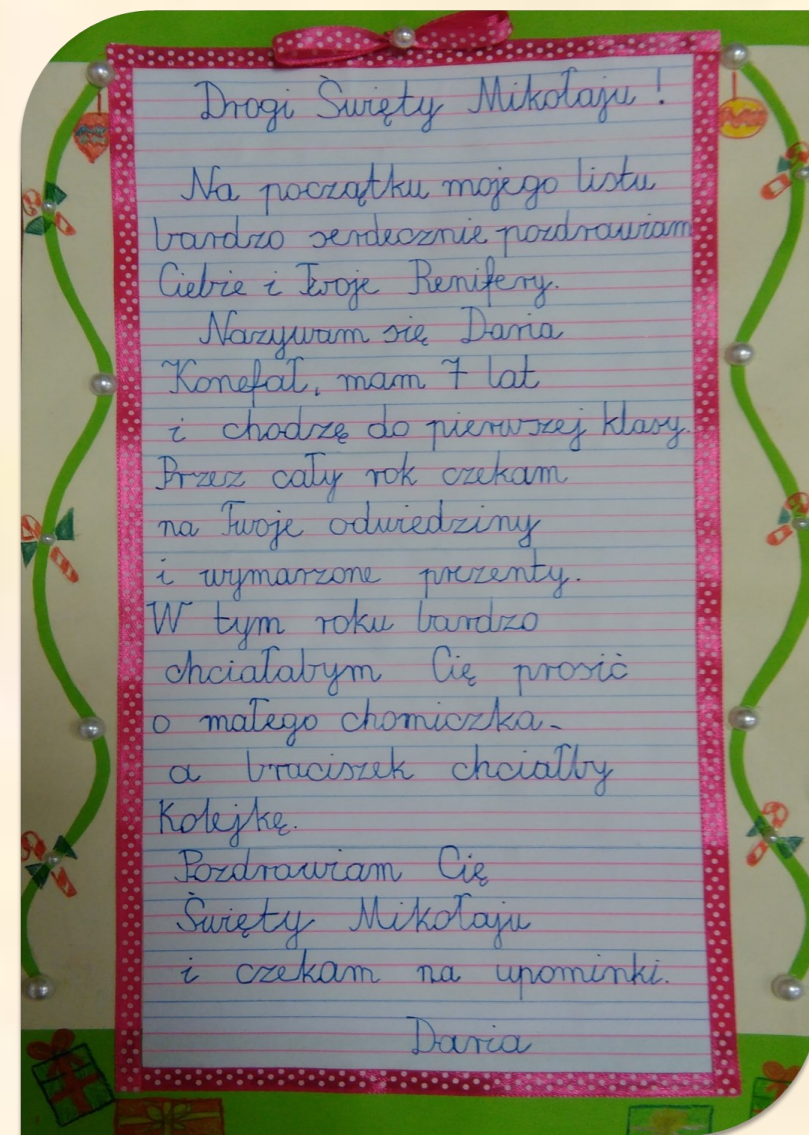 Drogi Święty Mikołaju !
Na początku mojego listu
bardzo serdecznie pozdrawiam
Ciebie i Twoje Renifery.
Nazywam się Daria
Konefał, mam 7 lat
i chodzę do pierwszej klasy.
Przez cały rok czekam
na Twoje odwiedziny
i wymarzone prezenty.
W tym roku bardzo
chciałabym Cię prosić
o małego chomiczka
a braciszek chciałby
Kolejkę.
Pozdrawiam Cię
Święty Mikołaju
i czekam na upominki.
Daria